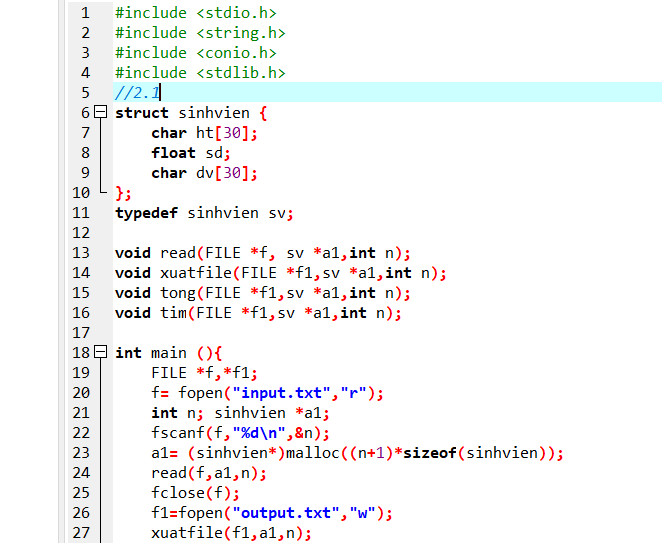 1 #include <stdio.h>
2 #include <string.h>
3 #include <conio.h>
4 #include <stdlib.h>
5 //2.1
6 struct sinhvien {
7     char ht[30];
8     float sd;
9     char dv[30];
10 };
11 typedef sinhvien sv;
12
13 void read(FILE *f, sv *a1,int n);
14 void xuatfile(FILE *f1,sv *a1,int n);
15 void tong(FILE *f1,sv *a1,int n);
16 void tim(FILE *f1,sv *a1,int n);
17
18 int main (){
19     FILE *f,*f1;
20     f= fopen("input.txt","r");
21     int n; sinhvien *a1;
22     fscanf(f,"%d\n",&n);
23     a1= (sinhvien*)malloc((n+1)*sizeof(sinhvien));
24     read(f,a1,n);
25     fclose(f);
26     f1=fopen("output.txt","w");
27     xuatfile(f1,a1,n);